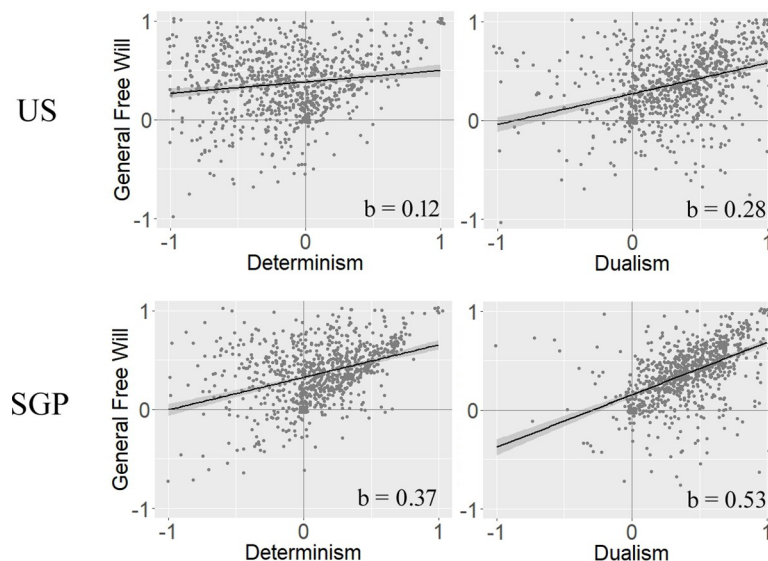 US
General Free Will
1
0
-1
b = 0.12
-1
0
1
Determinism
1
0
-1
b = 0.28
-1
0
1
Dualism
SGP
General Free Will
1
0
-1
b = 0.37
-1
0
1
Determinism
1
0
-1
b = 0.53
-1
0
1
Dualism